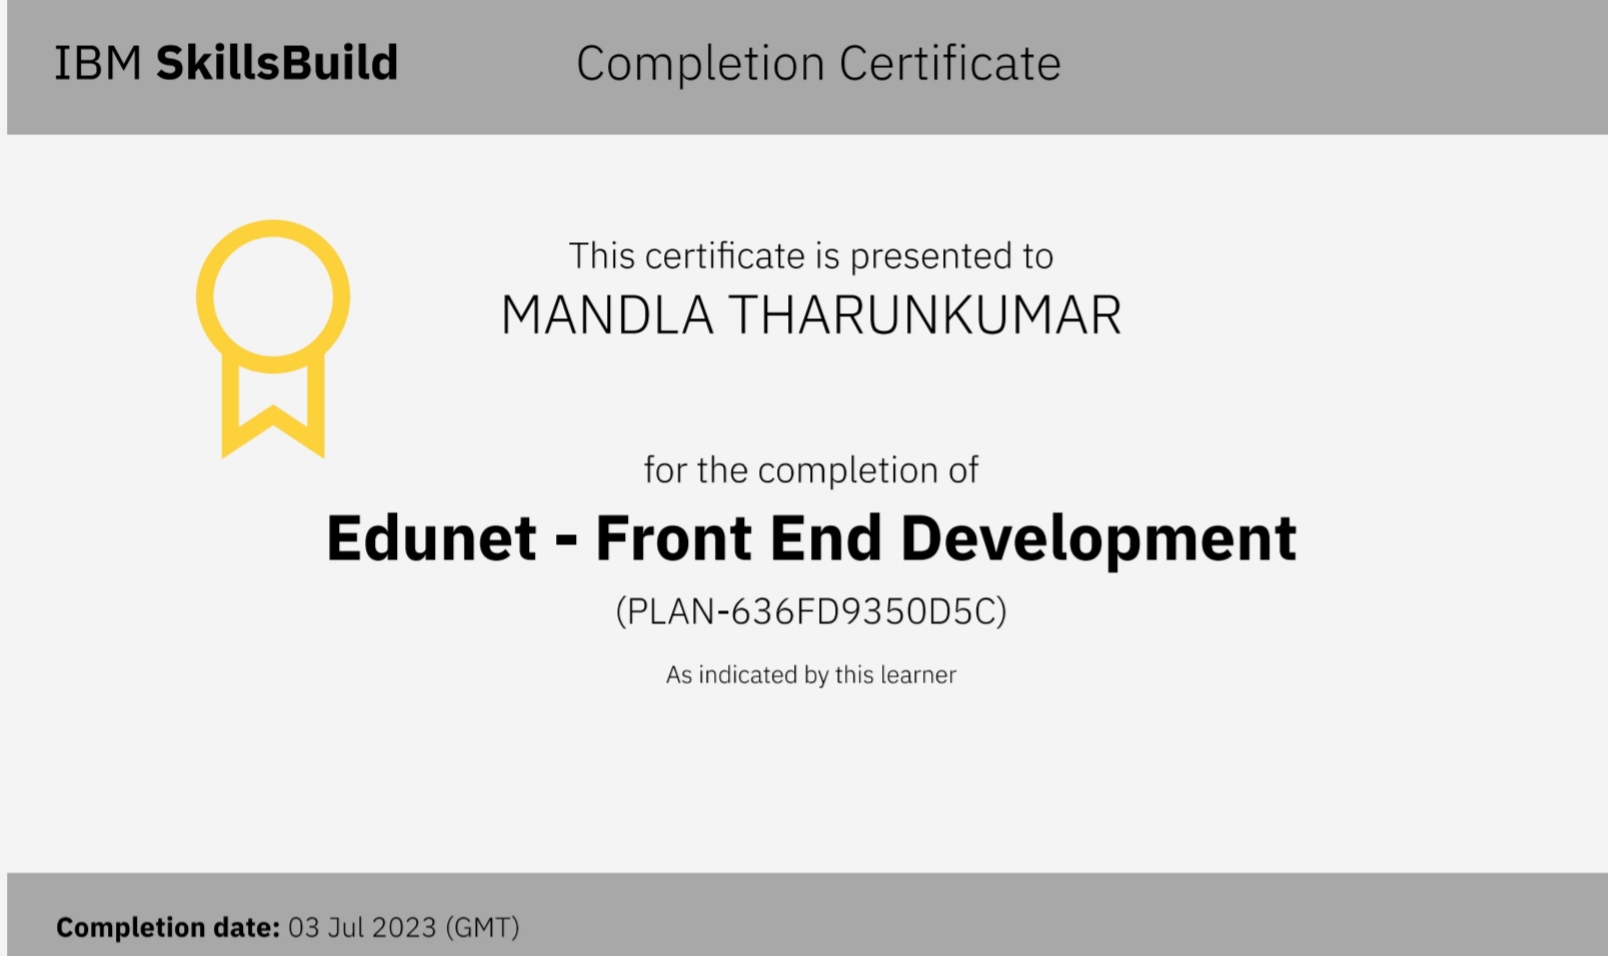 IBM SkillsBuild
Completion Certificate
This certificate is presented to
MANDLA THARUNKUMAR
for the completion of
Edunet - Front End Development
(PLAN-636FD9350D5C)
As indicated by this learner
Completion date: 03 Jul 2023 (GMT)